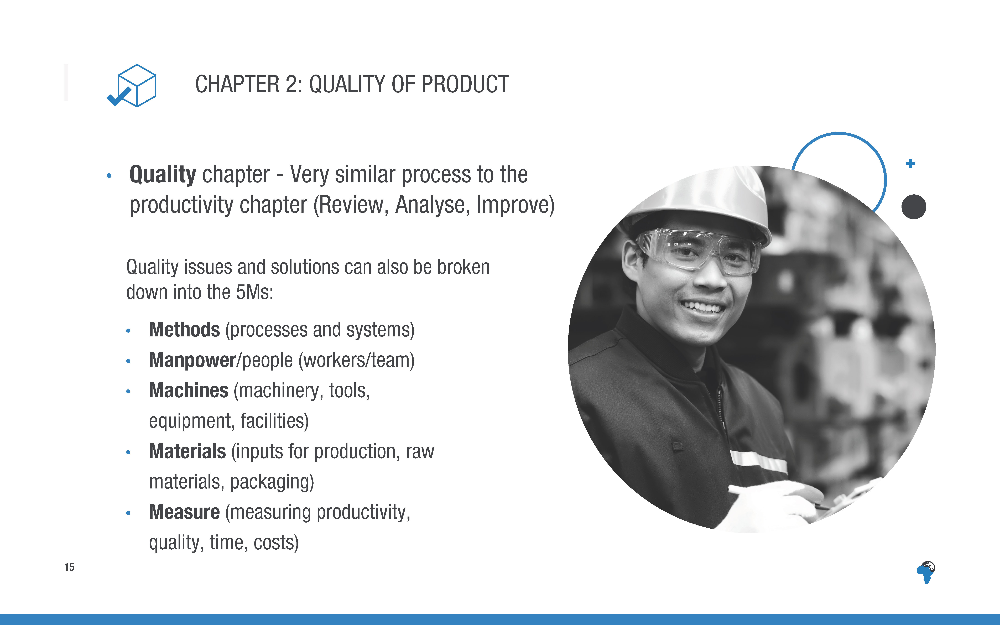 CHAPTER 2: QUALITY OF PRODUCT
• Quality chapter - Very similar process to the
productivity chapter (Review, Analyse, Improve)
Quality issues and solutions can also be broken
down into the 5Ms:
• Methods (processes and systems)
• Manpower/people (workers/team)
• Machines (machinery, tools,
equipment, facilities)
• Materials (inputs for production, raw
materials, packaging)
• Measure (measuring productivity,
quality, time, costs)
15